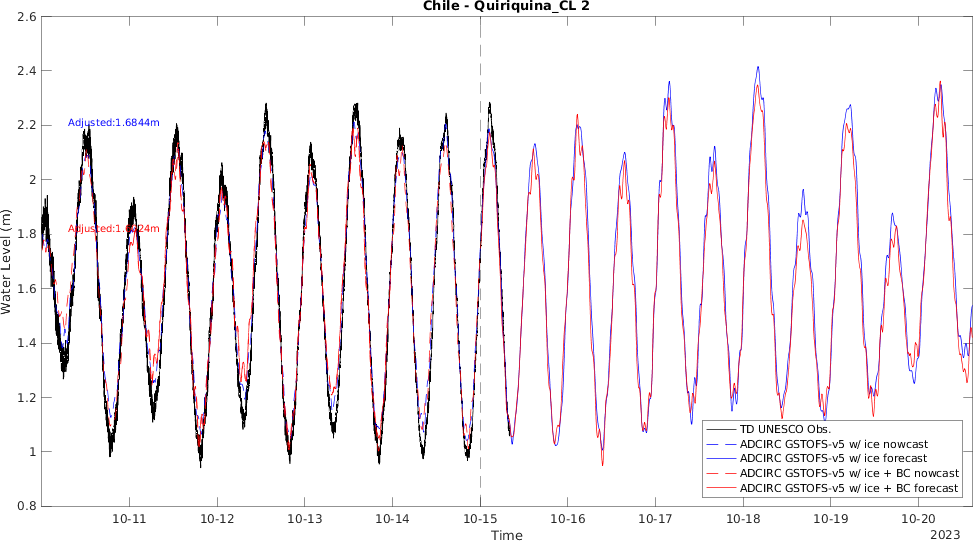 Chile - Quiriquina_CL 2
2.6
2.4
2.2
2
1.8
1.6
1.4
1.2
1
0.8
Water Level (m)
Adjusted:1.6844m
TD UNESCO Obs.
ADCIRC GSTOFS-v5 w/ ice nowcast
ADCIRC GSTOFS-v5 w/ ice forecast
ADCIRC GSTOFS-v5 w/ ice + BC nowcast
ADCIRC GSTOFS-v5 w/ ice + BC forecast
10-11 10-12 10-13 10-14 10-15 10-16 10-17 10-18 10-19 10-20
Time
2023